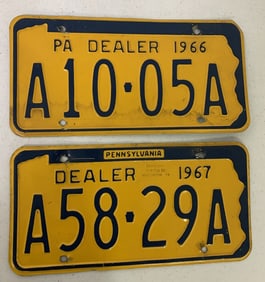 PA DEALER 1966
A10·05A
PENNSYLVANIA
DEALER 1967
A58·29A